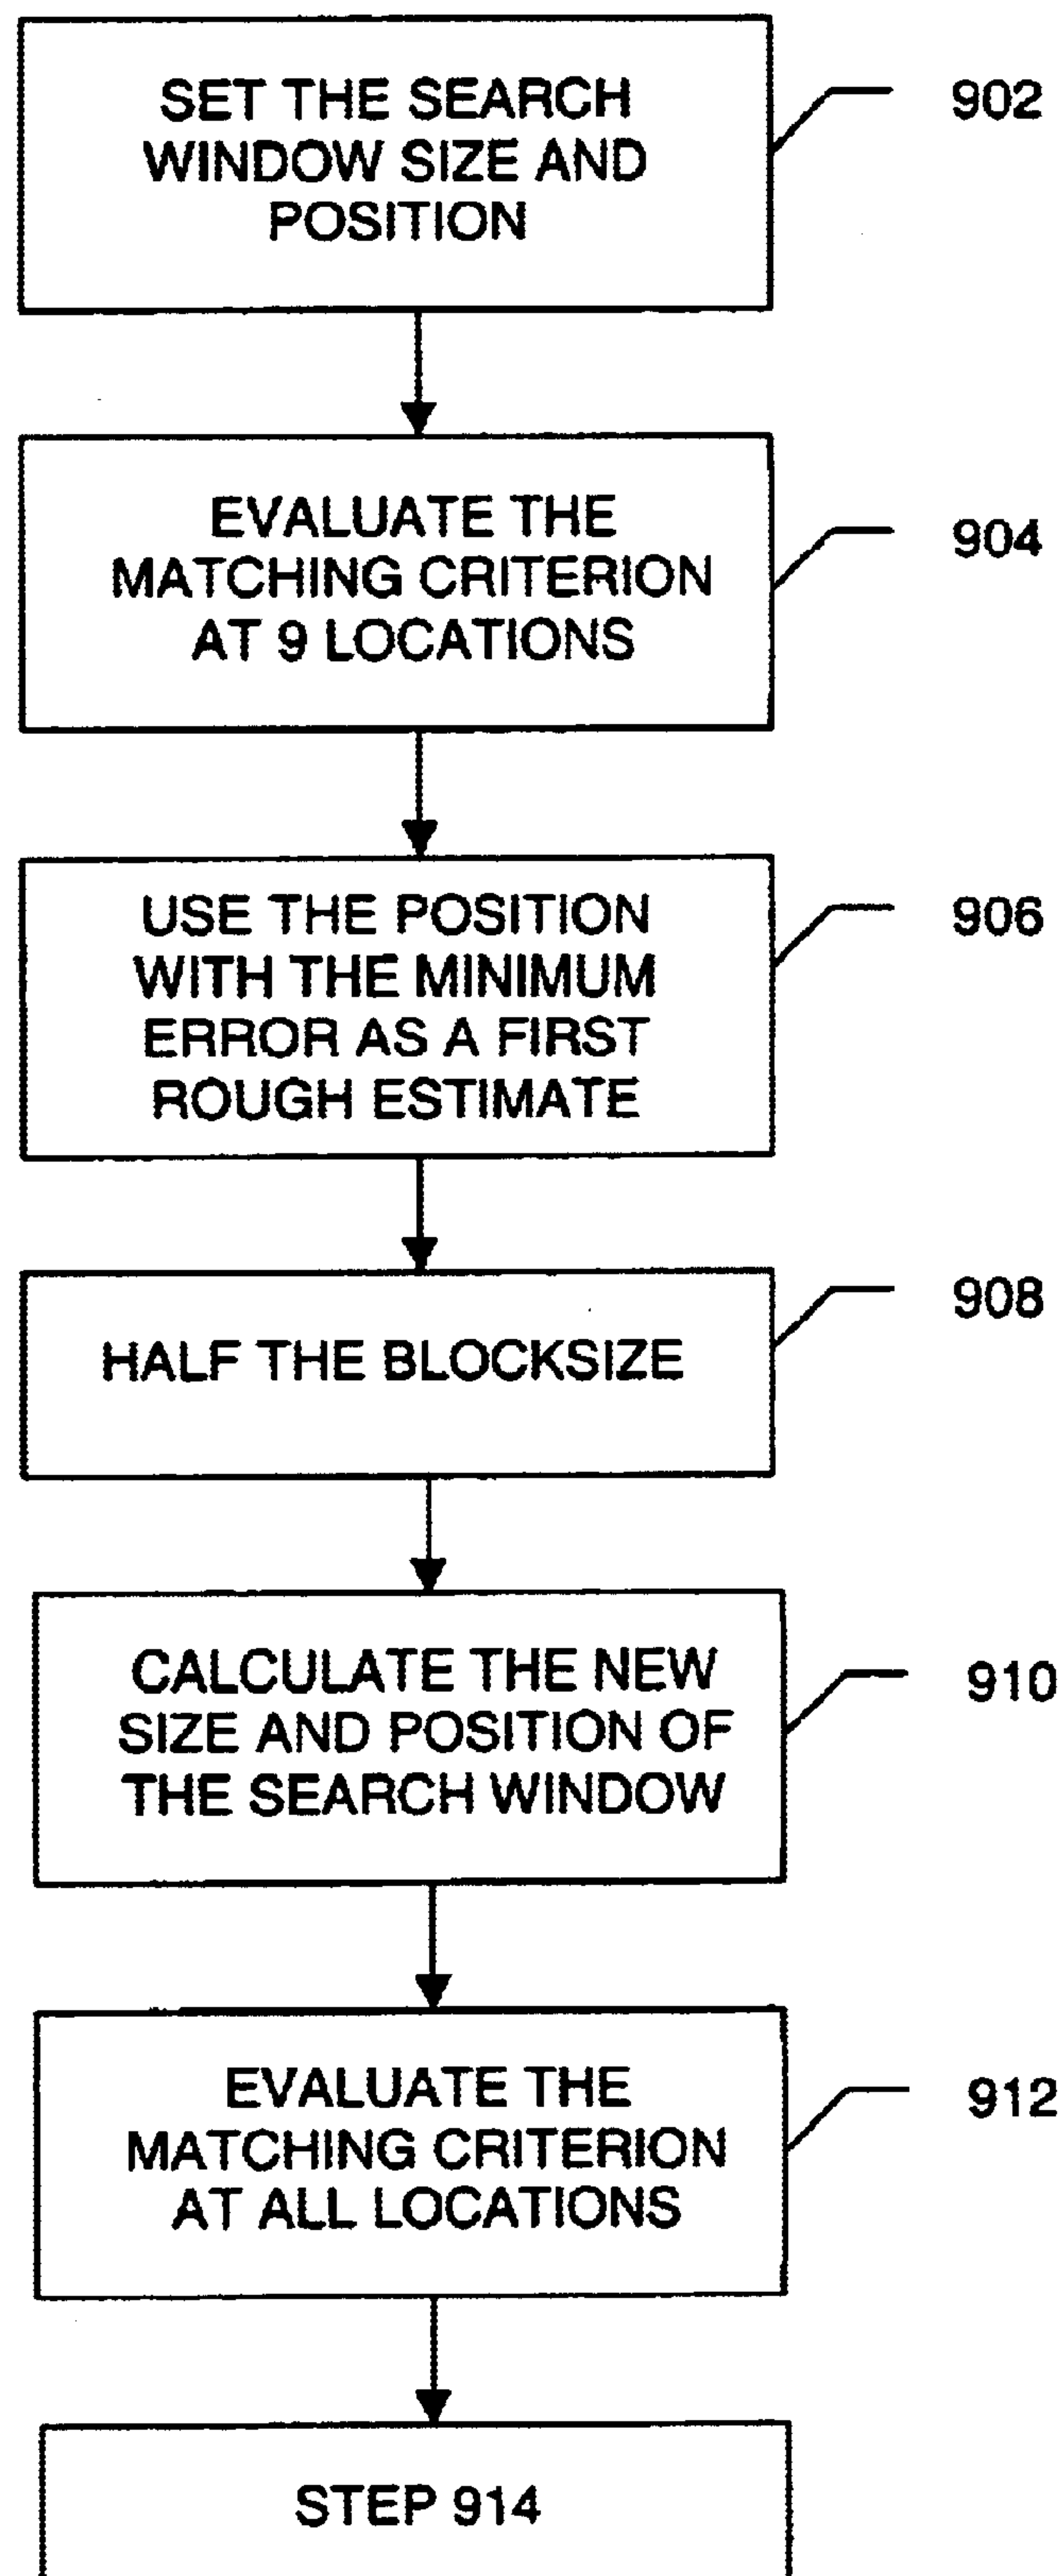 SET THE SEARCH
WINDOW SIZE AND
POSITION
902
EVALUATE THE
MATCHING CRITERION
AT 9 LOCATIONS
904
USE THE POSITION
WITH THE MINIMUM
ERROR AS A FIRST
ROUGH ESTIMATE
906
HALF THE BLOCKSIZE
908
CALCULATE THE NEW
SIZE AND POSITION OF
THE SEARCH WINDOW
910
EVALUATE THE
MATCHING CRITERION
AT ALL LOCATIONS
912
STEP 914